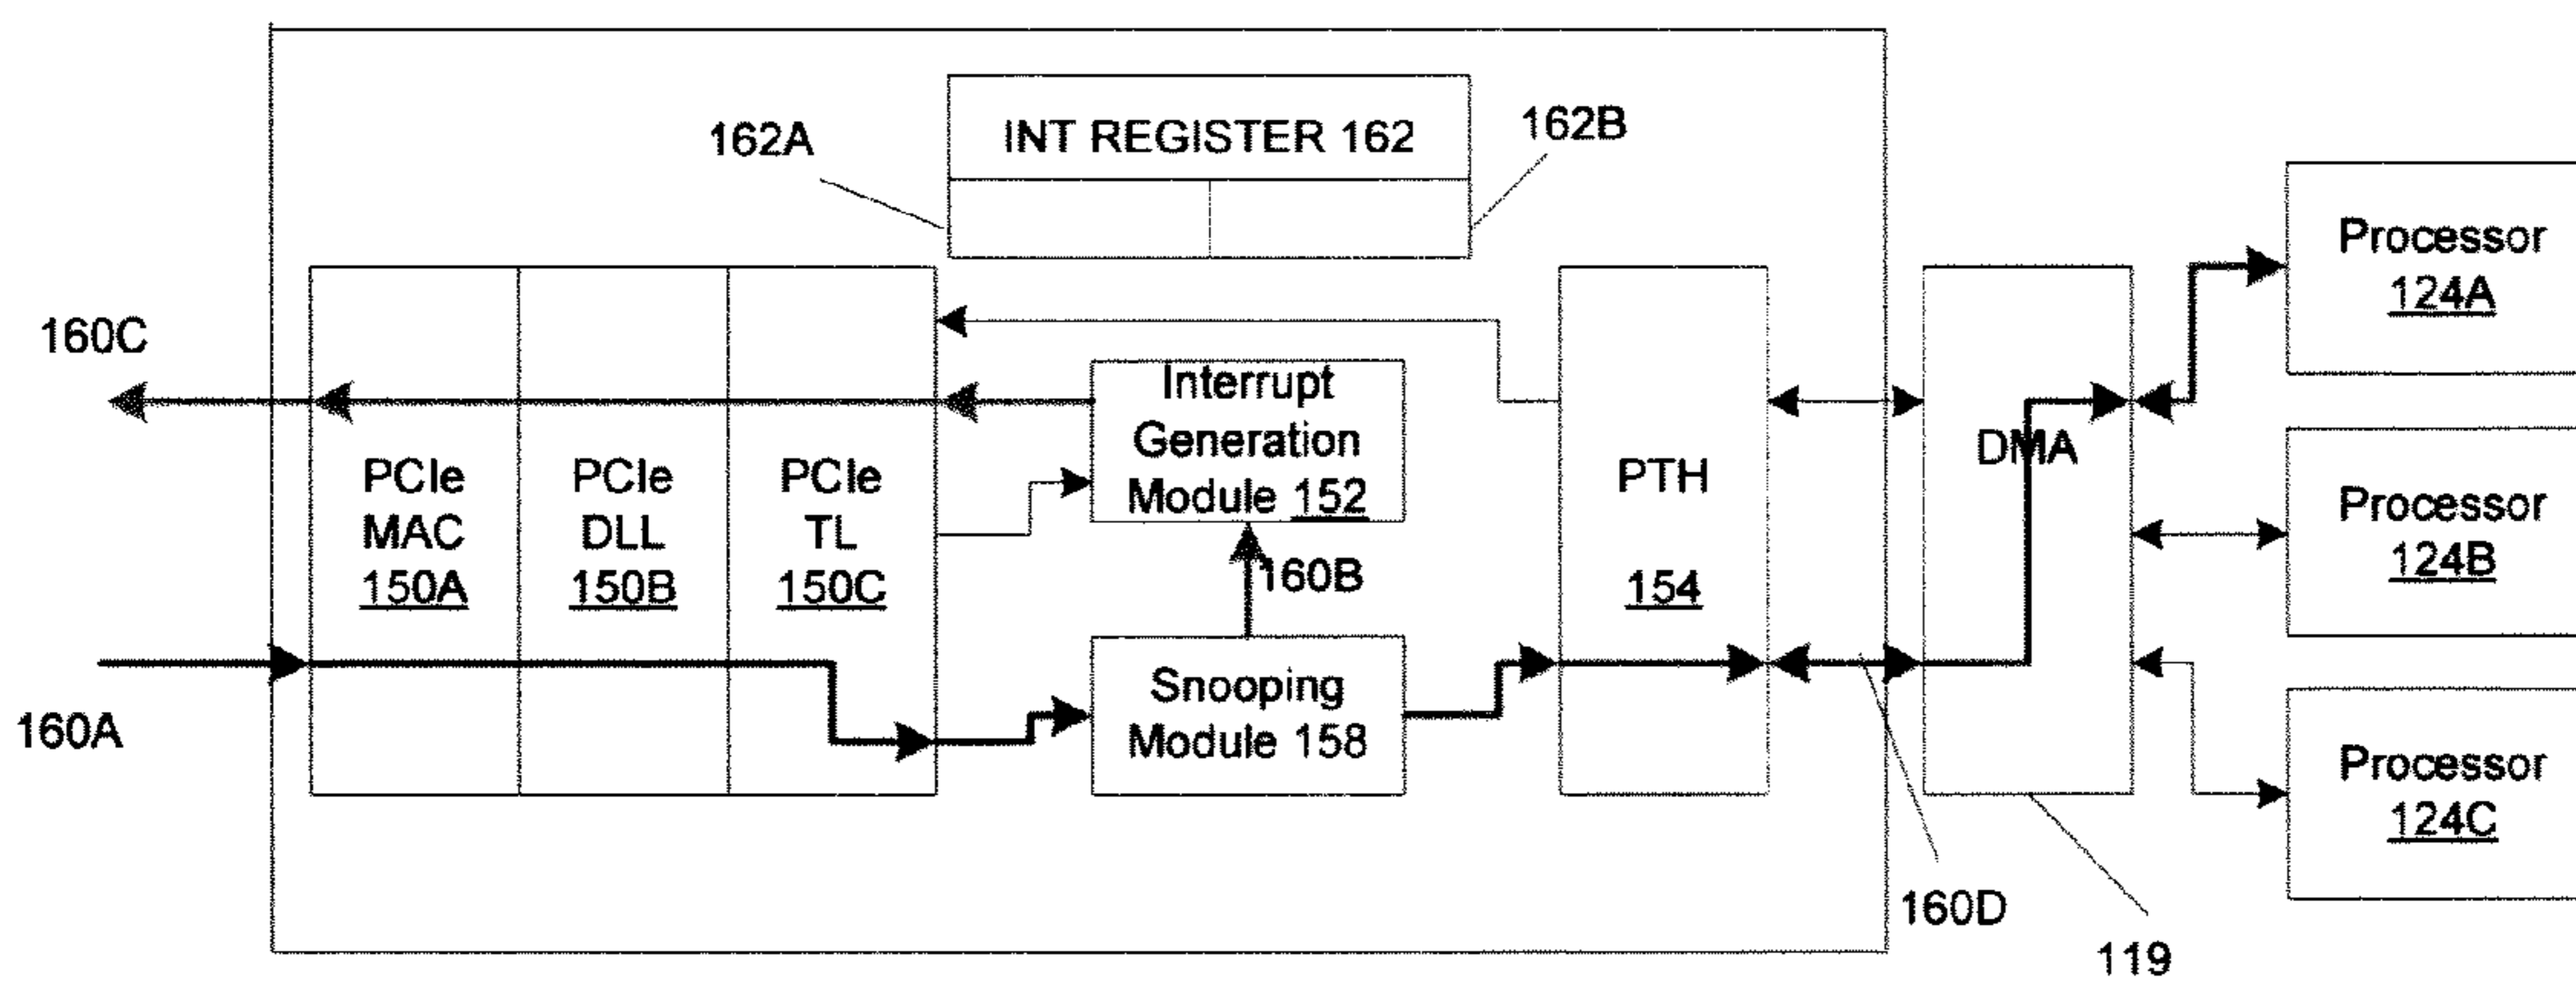 162A
INT REGISTER 162
162B
160C
PCIe
MAC
150A
PCIe
DLL
150B
PCIe
TL
150C
Interrupt
Generation
Module 152
160B
Snooping
Module 158
PTH
154
DMA
Processor
124A
Processor
124B
Processor
124C
160A
160D
119